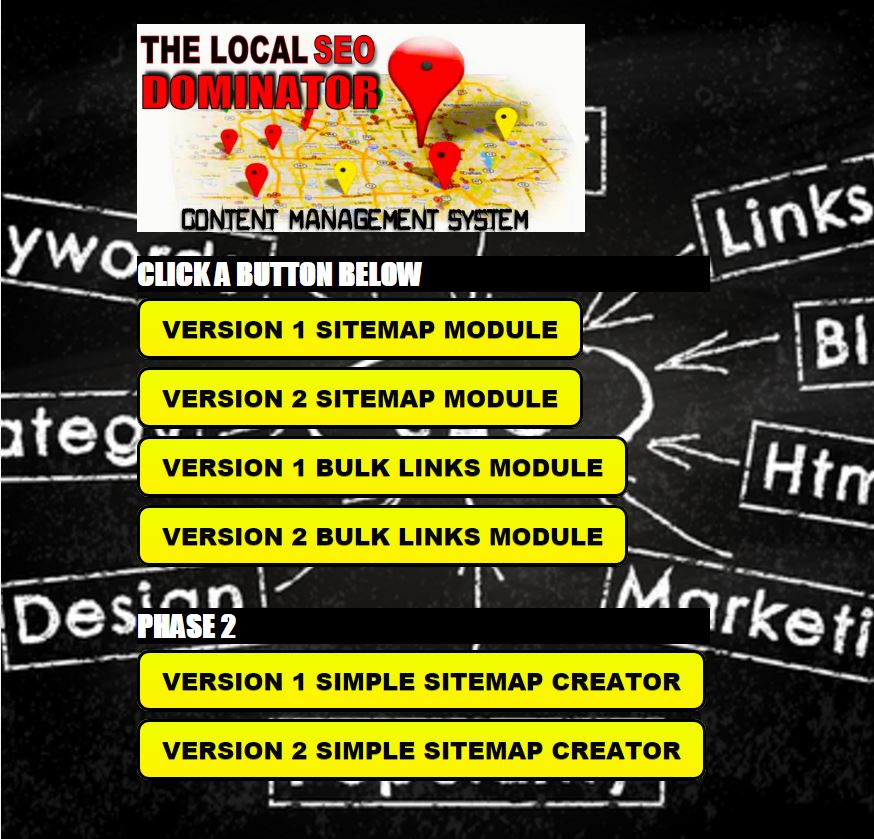 THE LOCAL SEO
DOMINATOR
CONTENT MANAGEMENT SYSTEM
Links
CLICK A BUTTON BELOW
VERSION 1 SITEMAP MODULE
Bl
VERSION 2 SITEMAP MODULE
VERSION 1 BULK LINKS MODULE
Htm
VERSION 2 BULK LINKS MODULE
Design
Marketi
PHASE 2
VERSION 1 SIMPLE SITEMAP CREATOR
VERSION 2 SIMPLE SITEMAP CREATOR